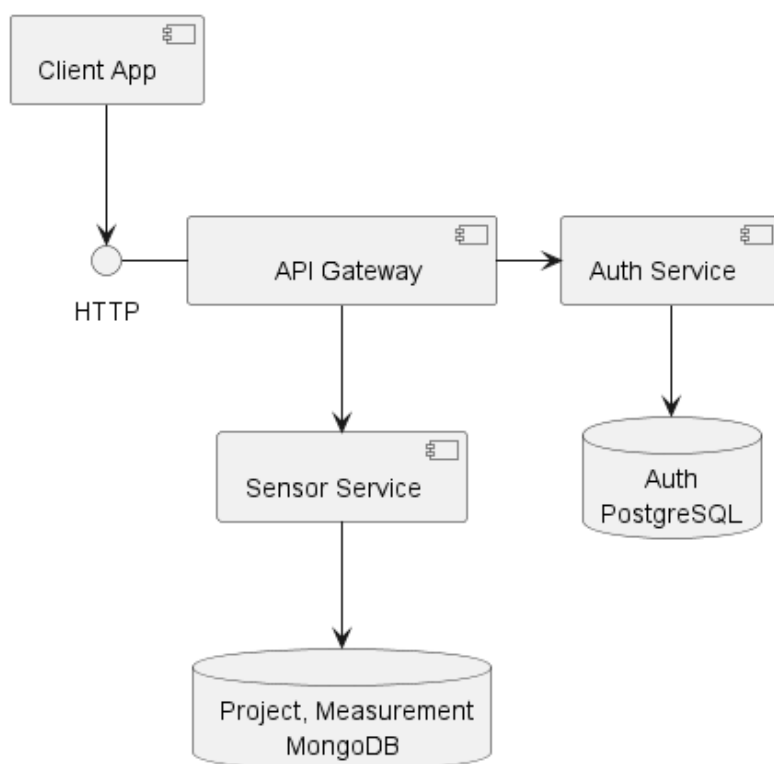 Client App
API Gateway
Auth Service
HTTP
Sensor Service
Auth
PostgreSQL
Project, Measurement
MongoDB